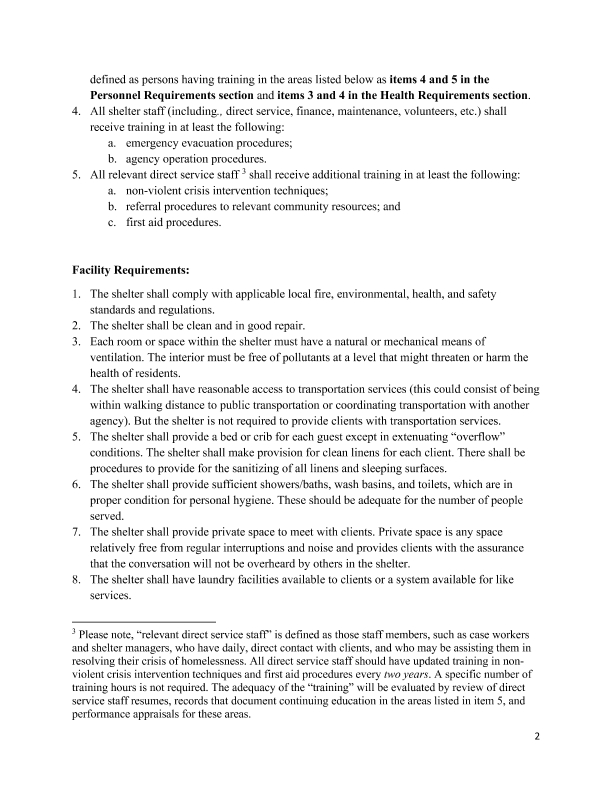 defined as persons having training in the areas listed below as items 4 and 5 in the
Personnel Requirements section and items 3 and 4 in the Health Requirements section.
4. All shelter staff (including., direct service, finance, maintenance, volunteers, etc.) shall
receive training in at least the following:
a. emergency evacuation procedures;
b. agency operation procedures.
5. All relevant direct service staff 3 shall receive additional training in at least the following:
a. non-violent crisis intervention techniques;
b. referral procedures to relevant community resources; and
c. first aid procedures.
Facility Requirements:
1. The shelter shall comply with applicable local fire, environmental, health, and safety
standards and regulations.
2. The shelter shall be clean and in good repair.
3. Each room or space within the shelter must have a natural or mechanical means of
ventilation. The interior must be free of pollutants at a level that might threaten or harm the
health of residents.
4. The shelter shall have reasonable access to transportation services (this could consist of being
within walking distance to public transportation or coordinating transportation with another
agency). But the shelter is not required to provide clients with transportation services.
5. The shelter shall provide a bed or crib for each guest except in extenuating “overflow”
conditions. The shelter shall make provision for clean linens for each client. There shall be
procedures to provide for the sanitizing of all linens and sleeping surfaces.
6. The shelter shall provide sufficient showers/baths, wash basins, and toilets, which are in
proper condition for personal hygiene. These should be adequate for the number of people
served.
7. The shelter shall provide private space to meet with clients. Private space is any space
relatively free from regular interruptions and noise and provides clients with the assurance
that the conversation will not be overheard by others in the shelter.
8. The shelter shall have laundry facilities available to clients or a system available for like
services.
3 Please note, “relevant direct service staff” is defined as those staff members, such as case workers
and shelter managers, who have daily, direct contact with clients, and who may be assisting them in
resolving their crisis of homelessness. All direct service staff should have updated training in non-
violent crisis intervention techniques and first aid procedures every two years. A specific number of
training hours is not required. The adequacy of the “training” will be evaluated by review of direct
service staff resumes, records that document continuing education in the areas listed in item 5, and
performance appraisals for these areas.
2